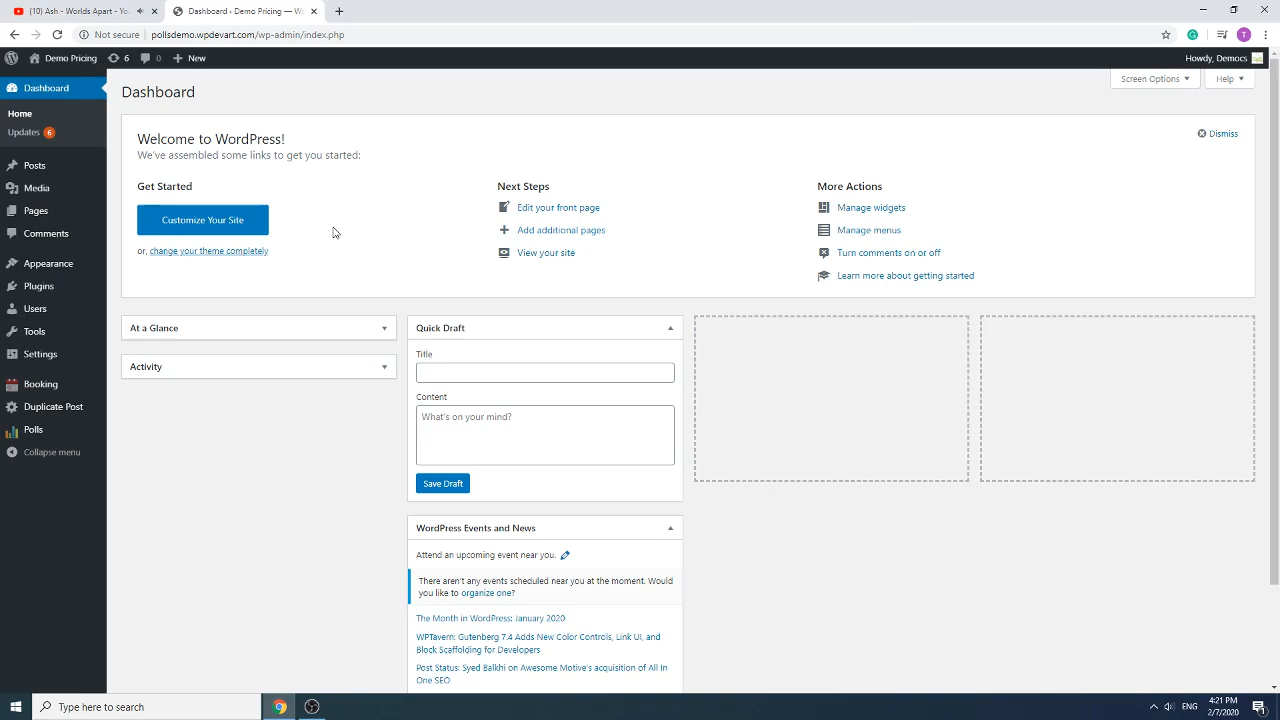 (10) Ash - Worlds Apart - Yo
Dashboard ‹ Demo Pricing — Wo
Not secure
pollsdemo.wpdevart.com/wp-admin/index.php
T
Demo Pricing
6
0
New
Howdy, Democs
Dashboard
Home
Updates 6
Posts
Media
Pages
Comments
Appearance
Plugins
Users
Tools
Settings
Booking
Duplicate Post
Polls
Collapse menu
Screen Options
Help
Dashboard
Welcome to WordPress!
We've assembled some links to get you started:
Dismiss
Get Started
Customize Your Site
or, change your theme completely
Next Steps
Edit your front page
Add additional pages
View your site
More Actions
Manage widgets
Manage menus
Turn comments on or off
Learn more about getting started
At a Glance
Activity
Quick Draft
Title
Content
What's on your mind?
Save Draft
WordPress Events and News
Attend an upcoming event near you.
There aren't any events scheduled near you at the moment. Would
you like to organize one?
The Month in WordPress: January 2020
WPTavern: Gutenberg 7.4 Adds New Color Controls, Link UI, and
Block Scaffolding for Developers
Post Status: Syed Balkhi on Awesome Motive's acquisition of All In
One SEO
Type here to search
ENG
4:21 PM
2/7/2020